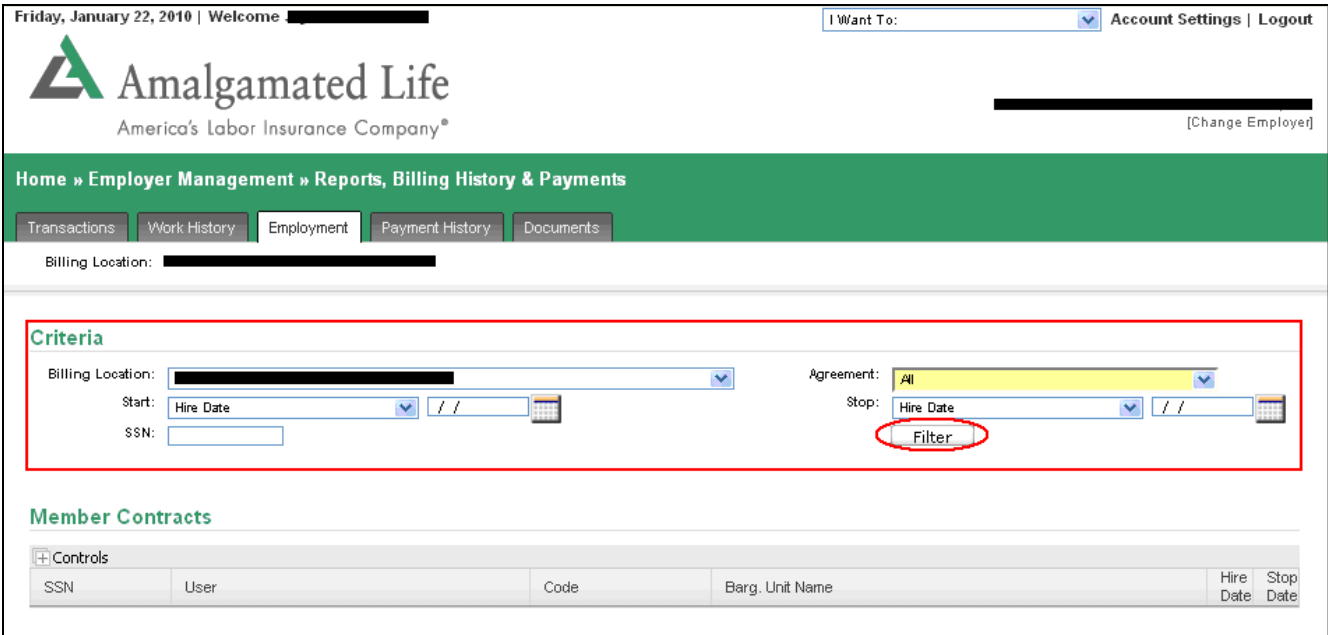 Friday, January 22, 2010 | Welcome
I Want To:
Account Settings | Logout
Amalgamated Life
America's Labor Insurance Company®
[Change Employer]
Home » Employer Management » Reports, Billing History & Payments
Transactions Work History Employment Payment History Documents
Billing Location:
Criteria
Billing Location: Agreement: All
Start: Hire Date / / Stop: Hire Date / /
SSN: Filter
Member Contracts
Controls
SSN User Code Barg. Unit Name Hire Date Stop Date